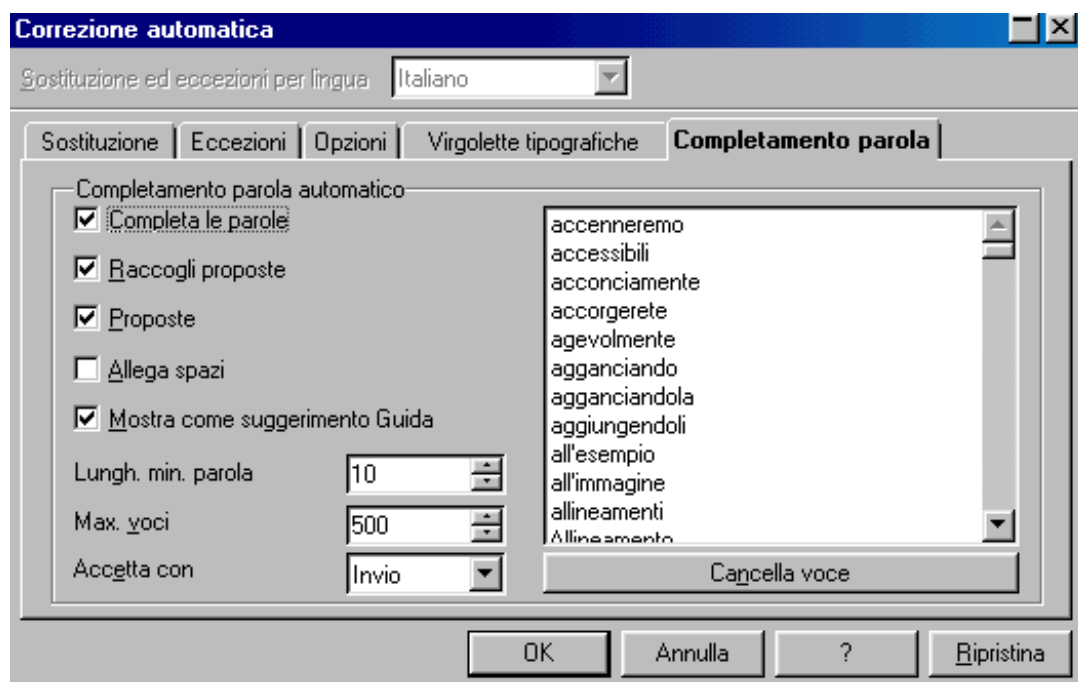 Correzione automatica
Sostituzione ed eccezioni per lingua Italiano
Sostituzione Eccezioni Opzioni Virgolette tipografiche Completamento parola
Completamento parola automatico
Completa le parole
Raccogli proposte
Proposte
Allega spazi
Mostra come suggerimento Guida
Lungh. min. parola 10
Max. voci 500
Accetta con Invio
accenneremo
accessibili
acconciamente
accorgerete
agevolmente
agganciando
agganciandola
aggiungendoli
all'esempio
all'immagine
allineamenti
Allineamento
Cancella voce
OK Annulla ? Ripristina